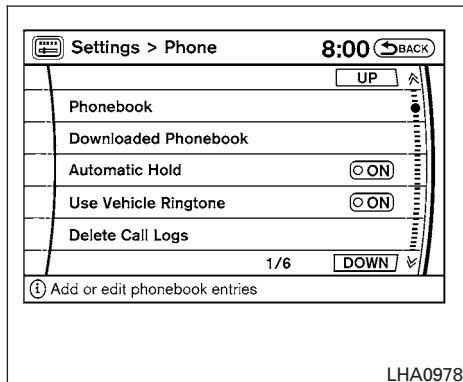 Settings > Phone 8:00 BACK
UP
Phonebook
Downloaded Phonebook
Automatic Hold ON
Use Vehicle Ringtone ON
Delete Call Logs
1/6 DOWN
i Add or edit phonebook entries
LHA0978